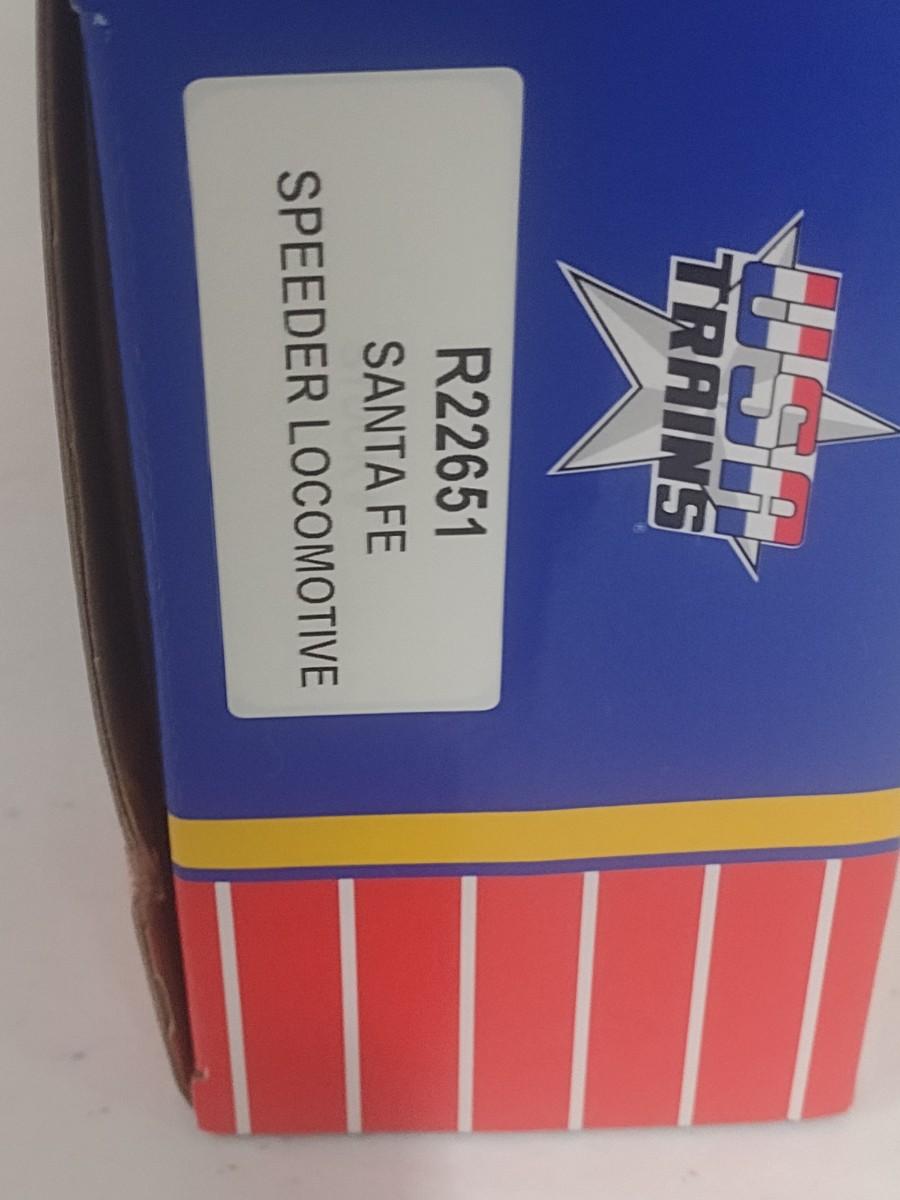 USA
TRAINS
R22651
SANTA FE
SPEEDER LOCOMOTIVE